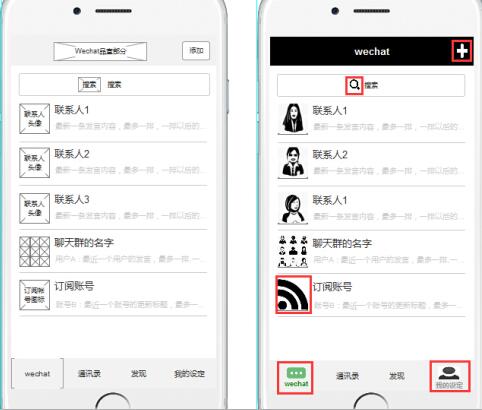 Wechat品宣部分
添加
搜索 搜索
联系人
头像
联系人1
最新一条发言内容，最多一排，一排以后的...
联系人
头像
联系人2
最新一条发言内容，最多一排，一排以后的...
联系人
头像
联系人3
最新一条发言内容，最多一排，一排以后的...
聊天群的名字
用户A：最近一个用户的发言，最多一排,一...
订阅帐
号图标
订阅账号
账号B：最近一个账号的更新标题，最多一...
wechat 通讯录 发现 我的设定
wechat
搜索
联系人1
最新一条发言内容，最多一排，一排以后的...
联系人2
最新一条发言内容，最多一排，一排以后的...
联系人1
最新一条发言内容，最多一排，一排以后的...
聊天群的名字
用户A：最近一个用户的发言，最多一排.一...
订阅账号
账号B：最近一个账号的更新标题，最多一...
wechat 通讯录 发现 我的设定